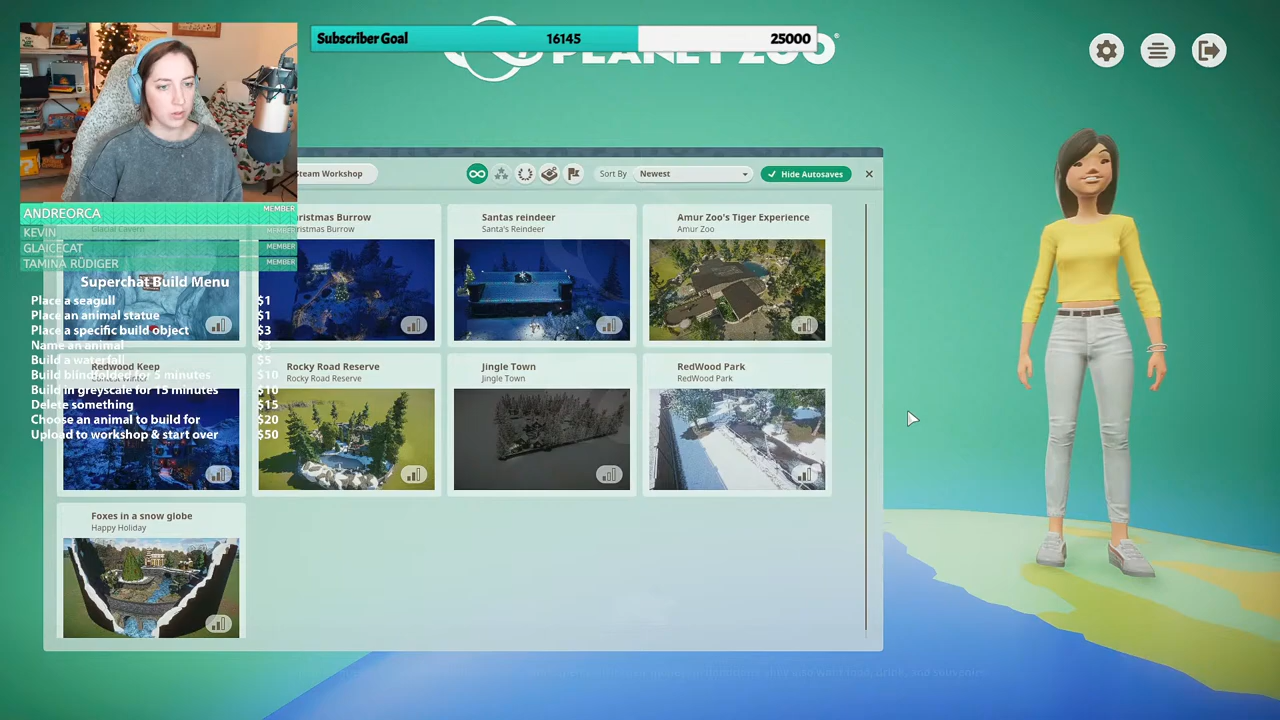 Subscriber Goal 16145 25000
PLANET ZOO
Steam Workshop
Sort By Newest
Hide Autosaves
ANDREORCA MEMBER
KEVIN
GLAICECAT MEMBER
TAMINA RÜDIGER MEMBER
Glacial Cavern
Christmas Burrow
Christmas Burrow
Santas reindeer
Santa's Reindeer
Amur Zoo's Tiger Experience
Amur Zoo
Superchat Build Menu
Place a seagull $1
Place an animal statue $1
Place a specific build object $3
Name an animal $3
Build a waterfall $5
Build blindfolded for 5 minutes $10
Build in greyscale for 15 minutes $10
Delete something $15
Choose an animal to build for $20
Upload to workshop & start over $50
Redwood Keep
Rocky Road Reserve
Rocky Road Reserve
Jingle Town
Jingle Town
RedWood Park
RedWood Park
Foxes in a snow globe
Happy Holiday